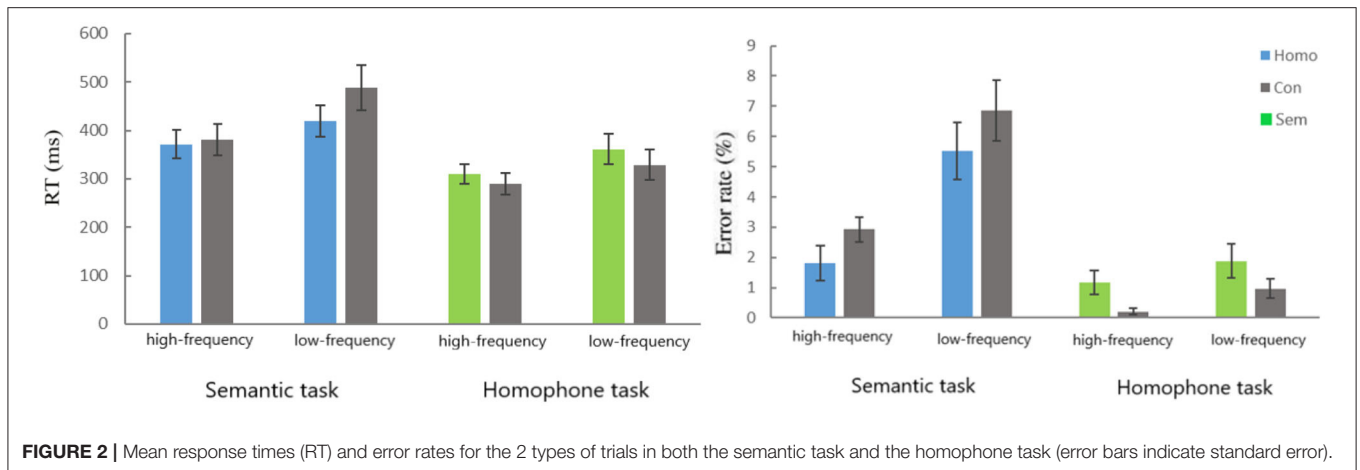 600
500
400
300
200
100
0
RT (ms)
high-frequency low-frequency high-frequency low-frequency
Semantic task Homophone task
9
8
7
6
5
4
3
2
1
0
Error rate (%)
Homo
Con
Sem
high-frequency low-frequency high-frequency low-frequency
Semantic task Homophone task
FIGURE 2 | Mean response times (RT) and error rates for the 2 types of trials in both the semantic task and the homophone task (error bars indicate standard error).